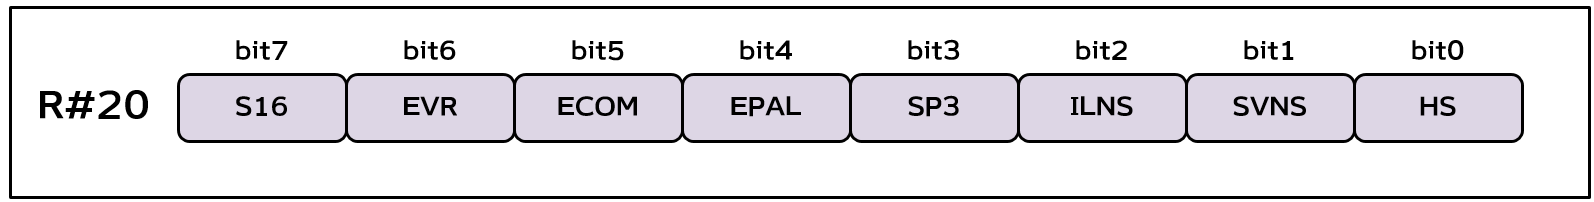 bit7 bit6 bit5 bit4 bit3 bit2 bit1 bit0
R#20 S16 EVR ECOM EPAL SP3 ILNS SVNS HS